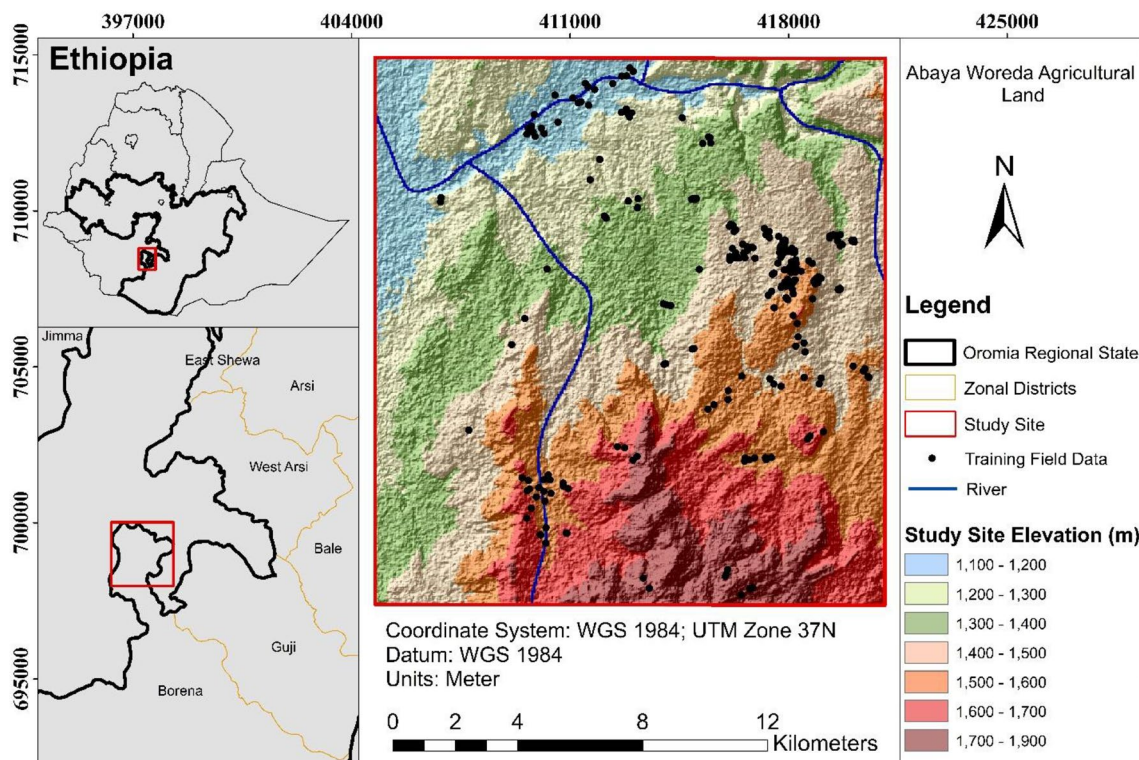 397000
404000
411000
418000
425000
715000
710000
705000
700000
695000
Ethiopia
Jimma
East Shewa
Arsi
West Arsi
Bale
Guji
Borena
Coordinate System: WGS 1984; UTM Zone 37N
Datum: WGS 1984
Units: Meter
0 2 4 8 12
Kilometers
Abaya Woreda Agricultural
Land
N
Legend
Oromia Regional State
Zonal Districts
Study Site
Training Field Data
River
Study Site Elevation (m)
1,100 - 1,200
1,200 - 1,300
1,300 - 1,400
1,400 - 1,500
1,500 - 1,600
1,600 - 1,700
1,700 - 1,900